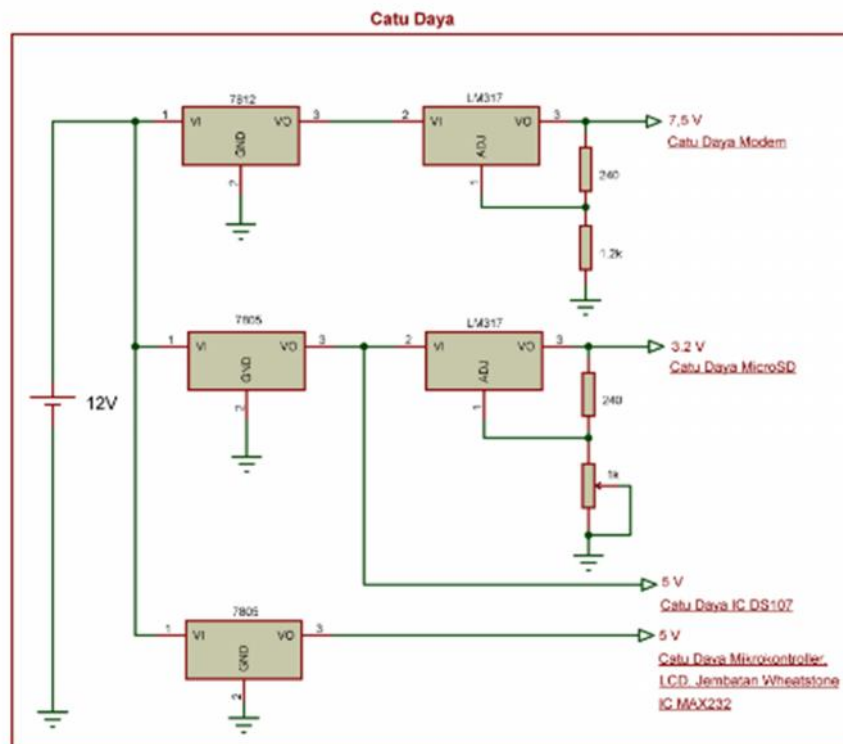 Catu Daya
7812
1
VI
VO
3
GND
2
LM317
2
VI
VO
3
ADJ
1
7,5 V
Catu Daya Modem
240
1.2k
7805
1
VI
VO
3
GND
2
LM317
2
VI
VO
3
ADJ
1
3.2 V
Catu Daya MicroSD
240
1k
12V
5 V
Catu Daya IC DS107
7805
1
VI
VO
3
GND
2
5 V
Catu Daya Mikrokontroller,
LCD, Jembatan Wheatstone
IC MAX232